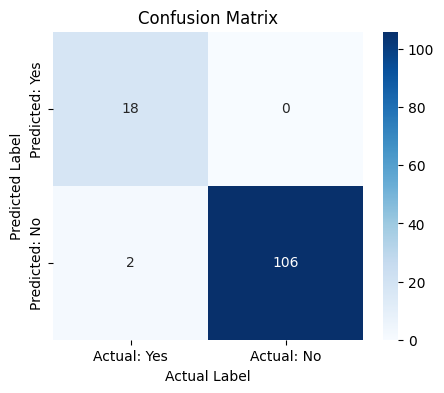 Confusion Matrix
Predicted Label
Predicted: Yes
Predicted: No
18
0
2
106
Actual: Yes
Actual: No
Actual Label
100
80
60
40
20
0